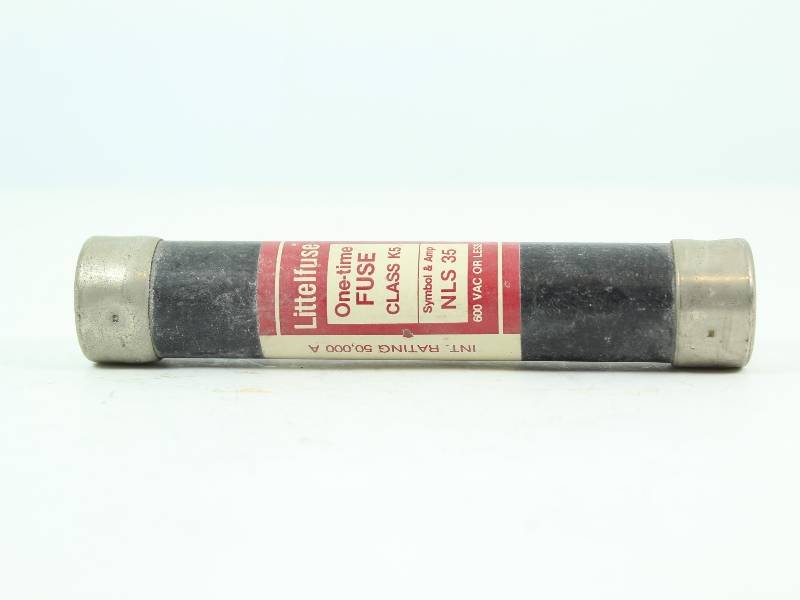 Littelfuse
One-time
FUSE
CLASS K5
Symbol & Amp
NLS 35
600 VAC OR LESS
INT. RATING 50,000 A